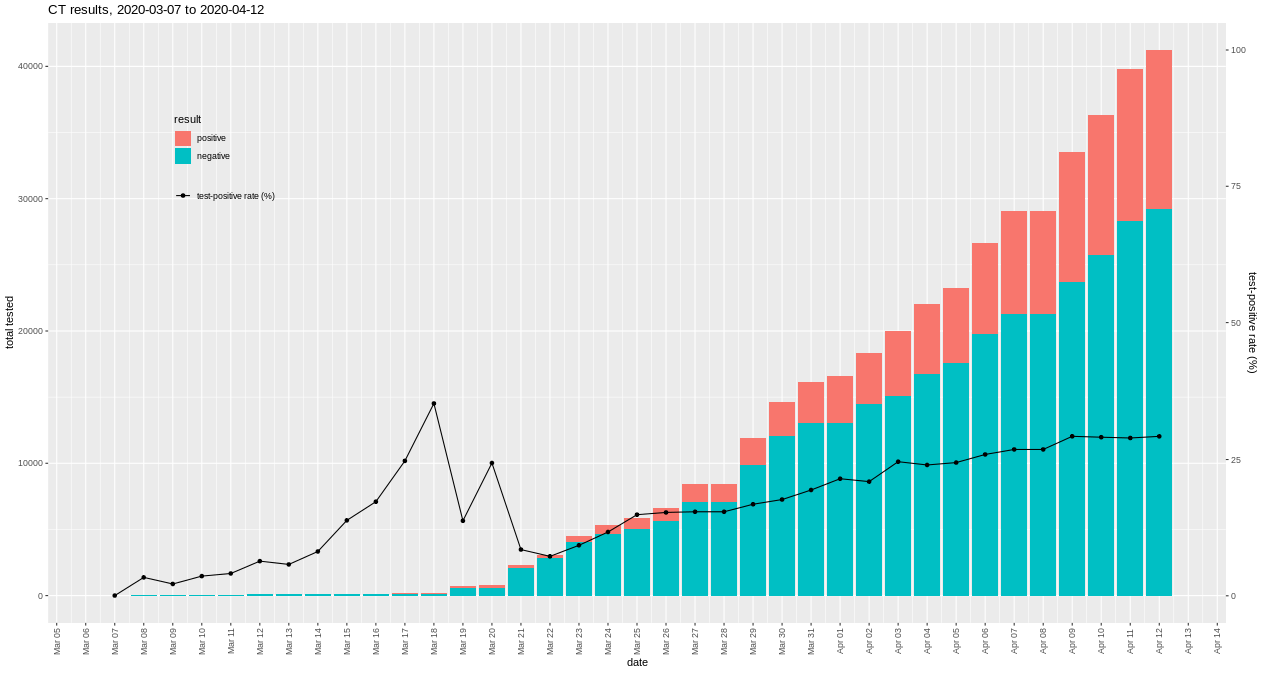 CT results, 2020-03-07 to 2020-04-12
total tested
40000
30000
20000
10000
0
result
positive
negative
test-positive rate (%)
100
75
50
25
0
test-positive rate (%)
Mar 05
Mar 06
Mar 07
Mar 08
Mar 09
Mar 10
Mar 11
Mar 12
Mar 13
Mar 14
Mar 15
Mar 16
Mar 17
Mar 18
Mar 19
Mar 20
Mar 21
Mar 22
Mar 23
Mar 24
Mar 25
Mar 26
Mar 27
Mar 28
Mar 29
Mar 30
Mar 31
Apr 01
Apr 02
Apr 03
Apr 04
Apr 05
Apr 06
Apr 07
Apr 08
Apr 09
Apr 10
Apr 11
Apr 12
Apr 13
Apr 14
date